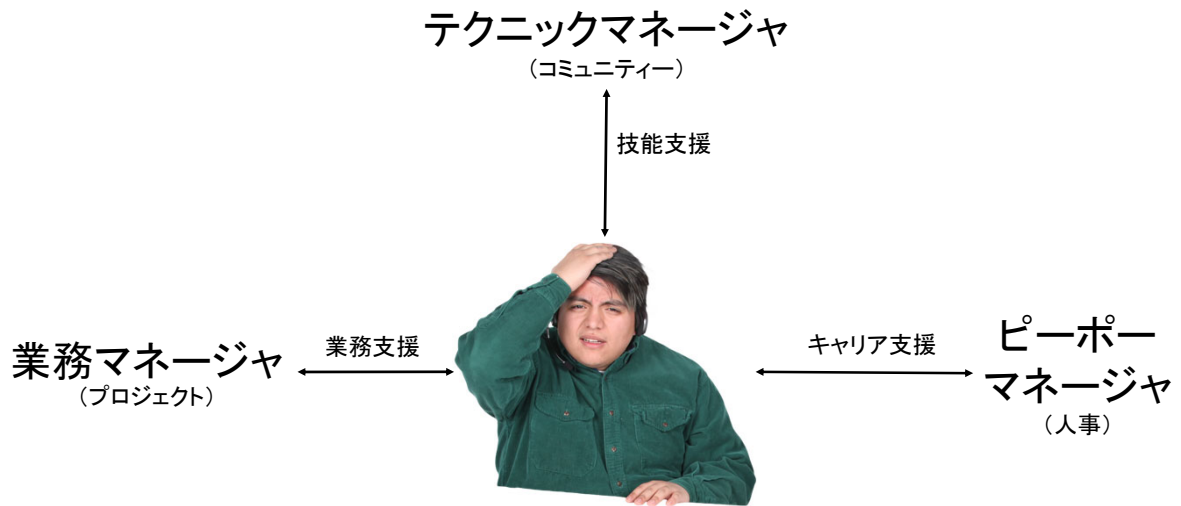 テクニックマネージャ
（コミュニティー）
技能支援
業務マネージャ
（プロジェクト）
業務支援
キャリア支援
ピーポー
マネージャ
（人事）